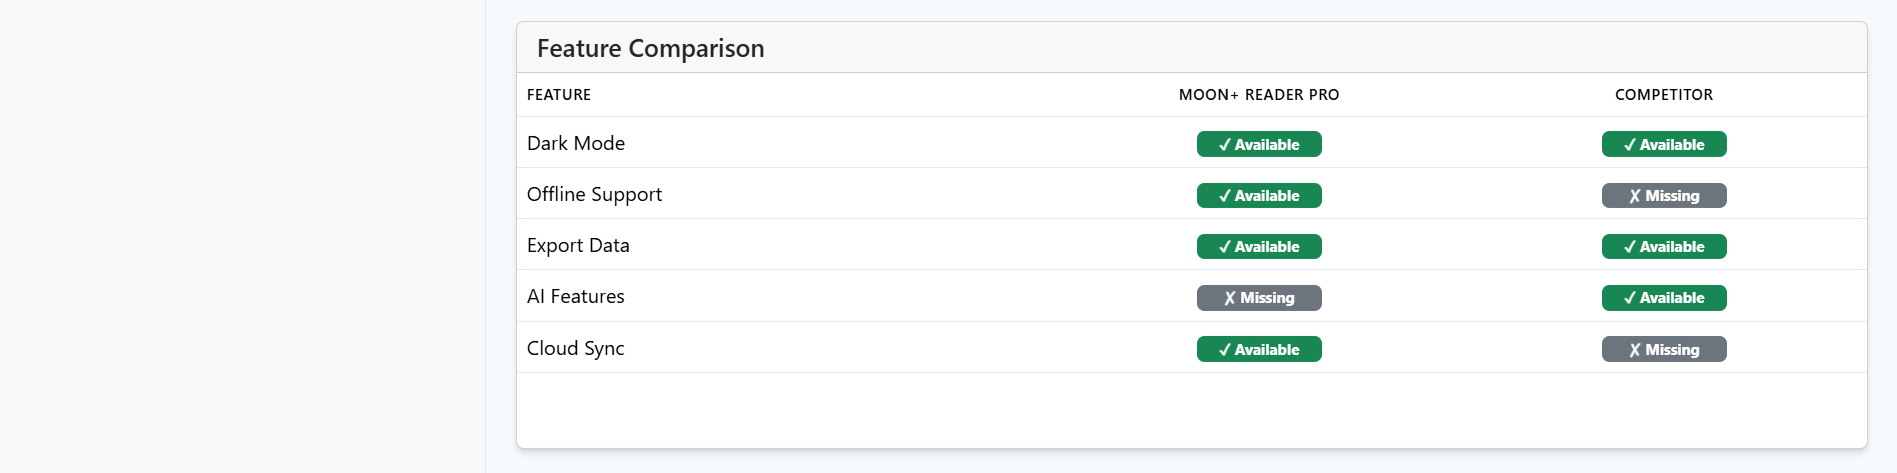 Feature Comparison
FEATURE MOON+ READER PRO COMPETITOR
Dark Mode ✓ Available ✓ Available
Offline Support ✓ Available ✗ Missing
Export Data ✓ Available ✓ Available
AI Features ✗ Missing ✓ Available
Cloud Sync ✓ Available ✗ Missing